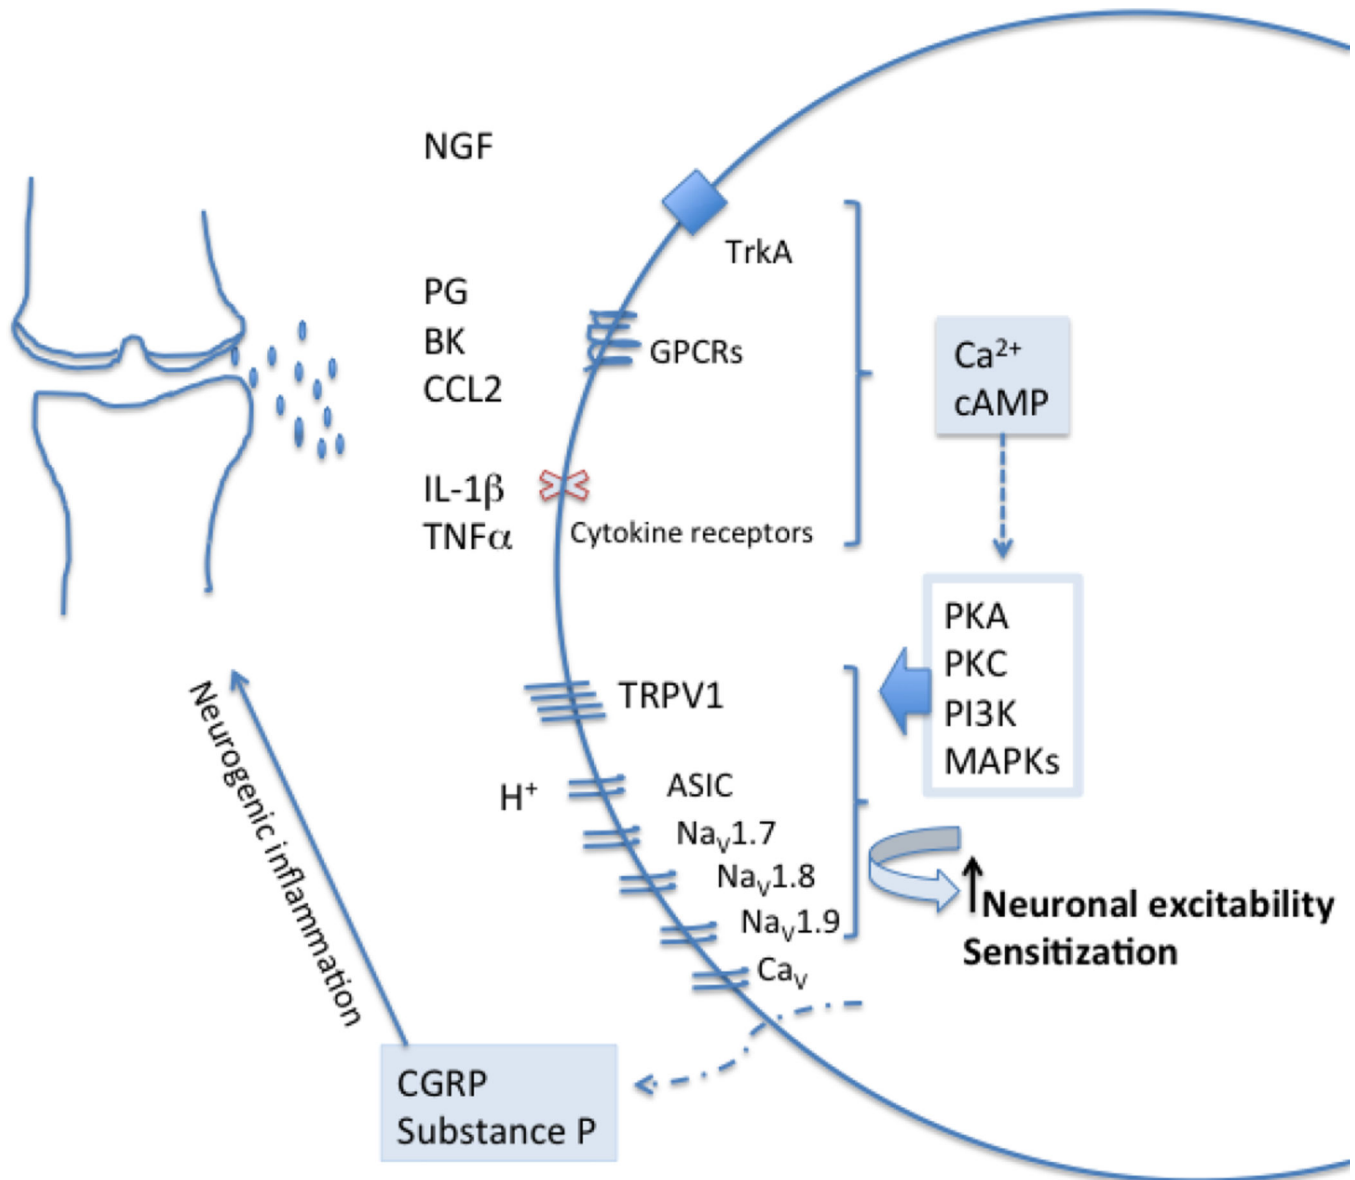 NGF
TrkA
PG
BK
CCL2
GPCRs
Ca²⁺
cAMP
IL-1β
TNFα
Cytokine receptors
PKA
PKC
PI3K
MAPKs
TRPV1
H⁺
ASIC
Naᵥ1.7
Naᵥ1.8
Naᵥ1.9
Caᵥ
↑Neuronal excitability
Sensitization
Neurogenic inflammation
CGRP
Substance P